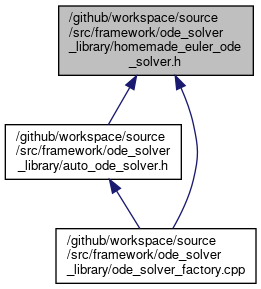 /github/workspace/source
/src/framework/ode_solver
_library/homemade_euler_ode
_solver.h
/github/workspace/source
/src/framework/ode_solver
_library/auto_ode_solver.h
/github/workspace/source
/src/framework/ode_solver
_library/ode_solver_factory.cpp